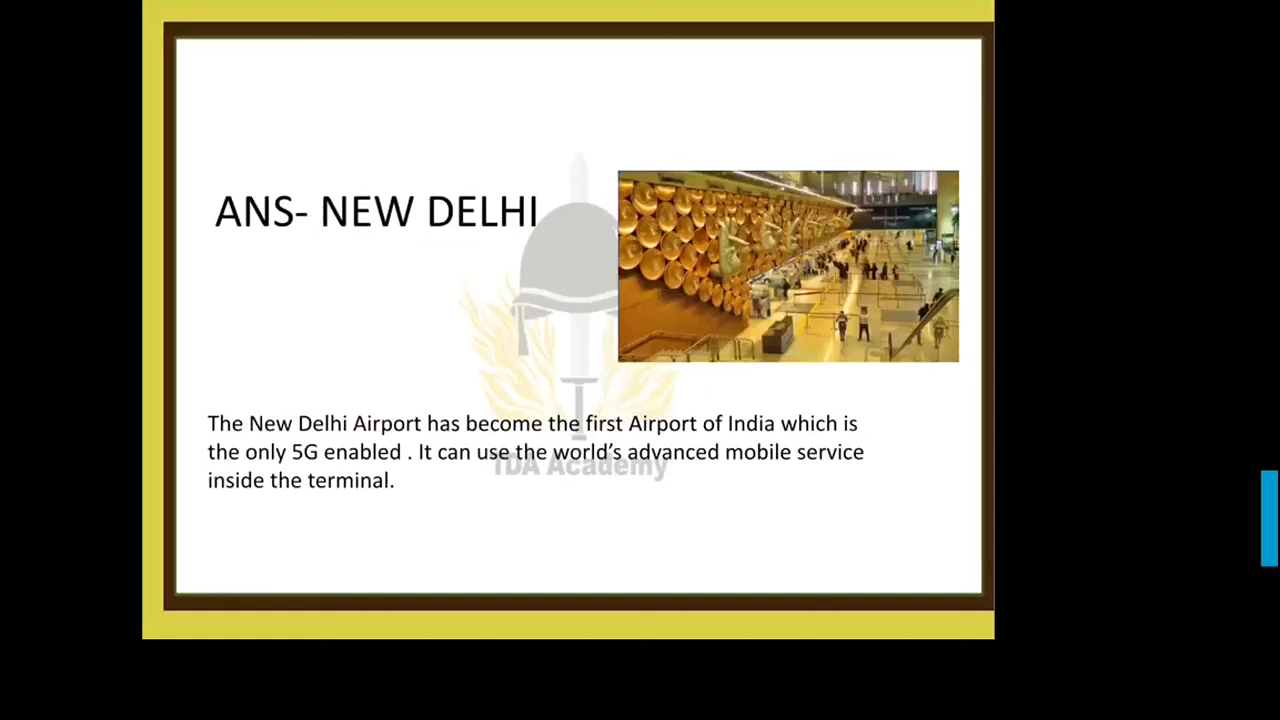 ANS- NEW DELHI
The New Delhi Airport has become the first Airport of India which is
the only 5G enabled . It can use the world’s advanced mobile service
inside the terminal.
TDA Academy